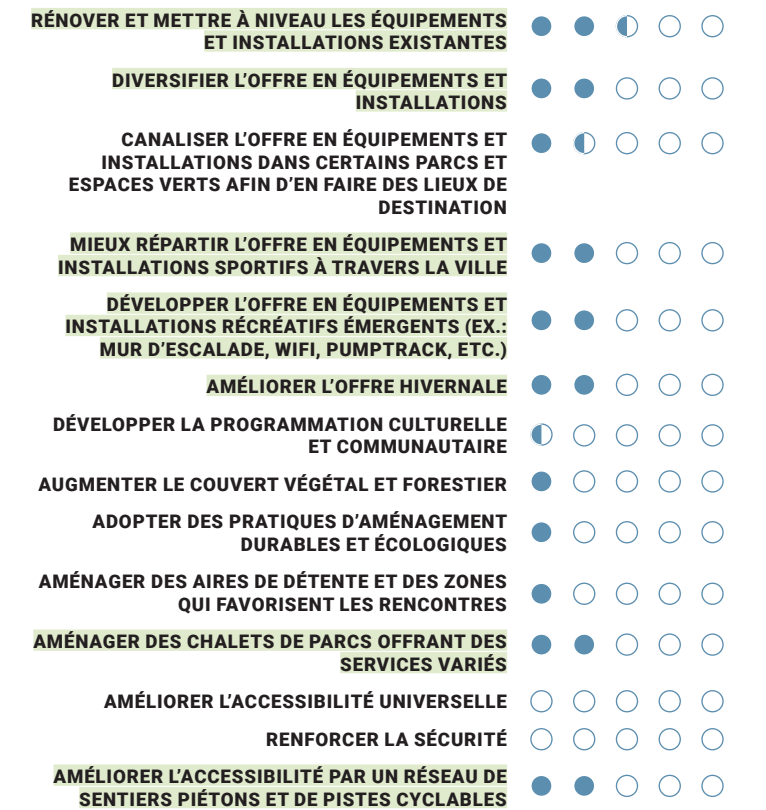 RÉNOVER ET METTRE À NIVEAU LES ÉQUIPEMENTS
ET INSTALLATIONS EXISTANTES
DIVERSIFIER L'OFFRE EN ÉQUIPEMENTS ET
INSTALLATIONS
CANALISER L'OFFRE EN ÉQUIPEMENTS ET
INSTALLATIONS DANS CERTAINS PARCS ET
ESPACES VERTS AFIN D'EN FAIRE DES LIEUX DE
DESTINATION
MIEUX RÉPARTIR L'OFFRE EN ÉQUIPEMENTS ET
INSTALLATIONS SPORTIFS À TRAVERS LA VILLE
DÉVELOPPER L'OFFRE EN ÉQUIPEMENTS ET
INSTALLATIONS RÉCRÉATIFS ÉMERGENTS (EX.:
MUR D'ESCALADE, WIFI, PUMPTRACK, ETC.)
AMÉLIORER L'OFFRE HIVERNALE
DÉVELOPPER LA PROGRAMMATION CULTURELLE
ET COMMUNAUTAIRE
AUGMENTER LE COUVERT VÉGÉTAL ET FORESTIER
ADOPTER DES PRATIQUES D'AMÉNAGEMENT
DURABLES ET ÉCOLOGIQUES
AMÉNAGER DES AIRES DE DÉTENTE ET DES ZONES
QUI FAVORISENT LES RENCONTRES
AMÉNAGER DES CHALETS DE PARCS OFFRANT DES
SERVICES VARIÉS
AMÉLIORER L'ACCESSIBILITÉ UNIVERSELLE
RENFORCER LA SÉCURITÉ
AMÉLIORER L'ACCESSIBILITÉ PAR UN RÉSEAU DE
SENTIERS PIÉTONS ET DE PISTES CYCLABLES